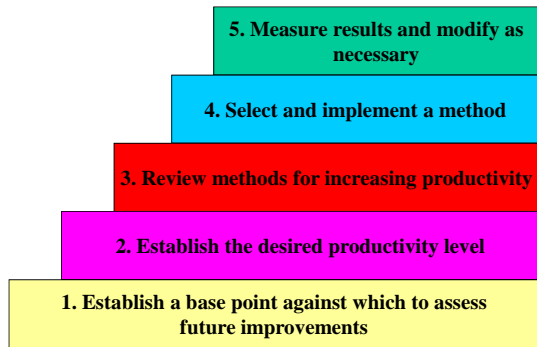 5. Measure results and modify as
necessary
4. Select and implement a method
3. Review methods for increasing productivity
2. Establish the desired productivity level
1. Establish a base point against which to assess
future improvements